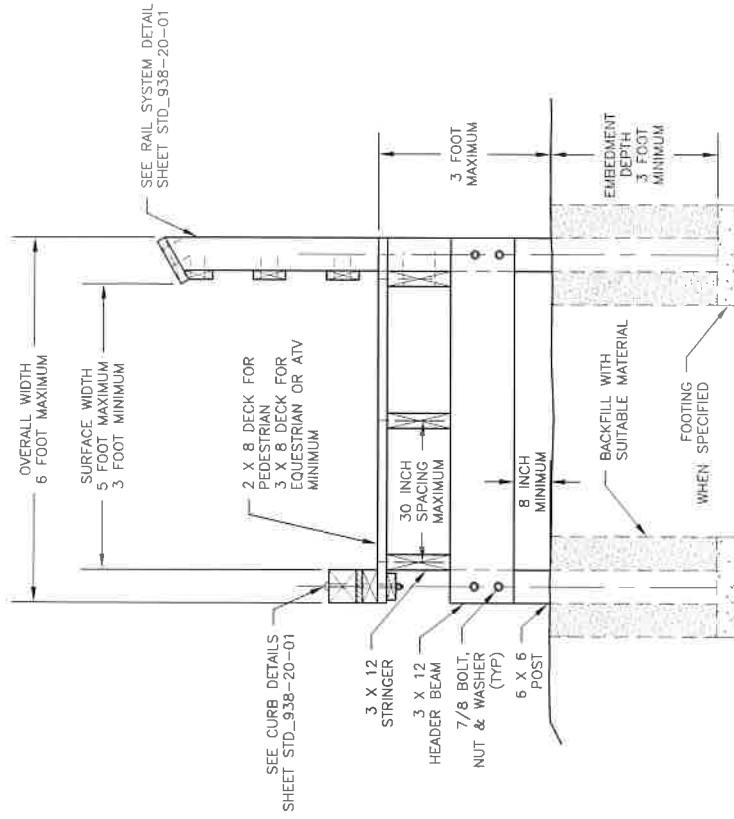 SEE RAIL SYSTEM DETAIL
SHEET STD_938-20-01
OVERALL WIDTH
6 FOOT MAXIMUM
SURFACE WIDTH
5 FOOT MAXIMUM
3 FOOT MINIMUM
SEE CURB DETAILS
SHEET STD_938-20-01
2 X 8 DECK FOR
PEDESTRIAN
3 X 8 DECK FOR
EQUESTRIAN OR ATV
MINIMUM
3 FOOT
MAXIMUM
3 X 12
STRINGER
30 INCH
SPACING
MAXIMUM
3 X 12
HEADER BEAM
7/8 BOLT,
NUT & WASHER
(TYP)
8 INCH
MINIMUM
6 X 6
POST
EMBEDMENT
DEPTH
3 FOOT
MINIMUM
BACKFILL WITH
SUITABLE MATERIAL
FOOTING
WHEN SPECIFIED